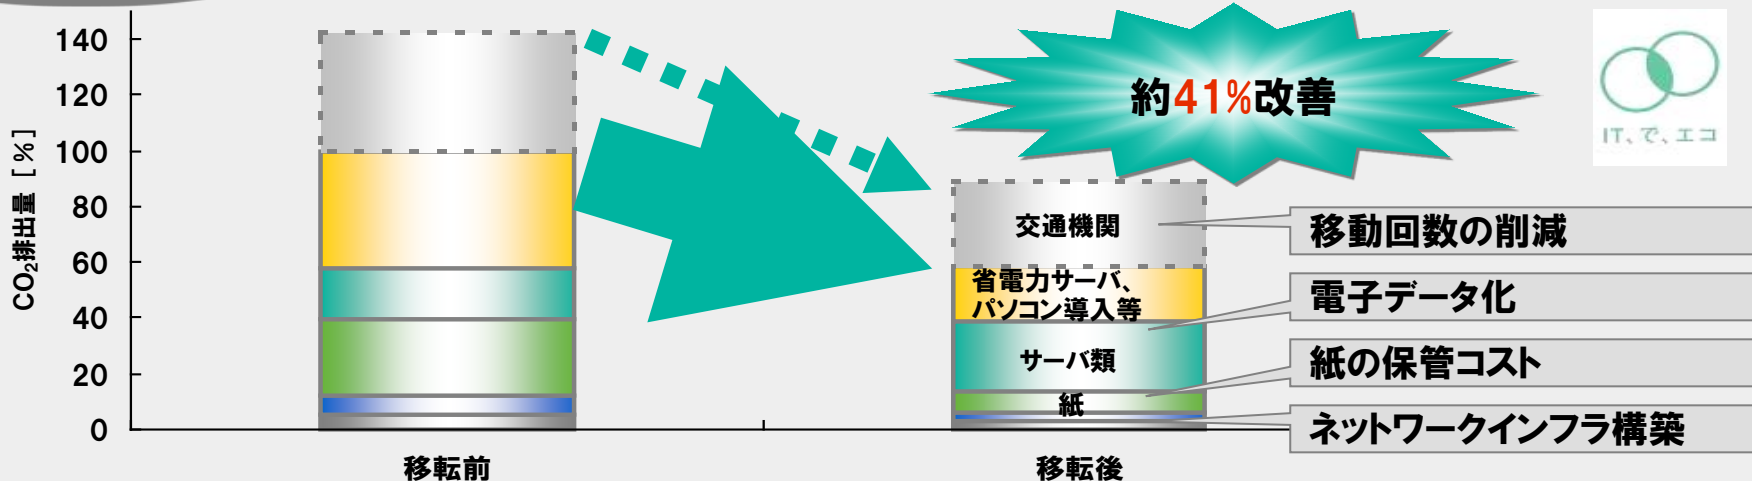 CO₂排出量 [%]
140
120
100
80
60
40
20
0
移転前
移転後
約41%改善
IT、で、エコ
交通機関
省電力サーバ、
パソコン導入等
サーバ類
紙
移動回数の削減
電子データ化
紙の保管コスト
ネットワークインフラ構築